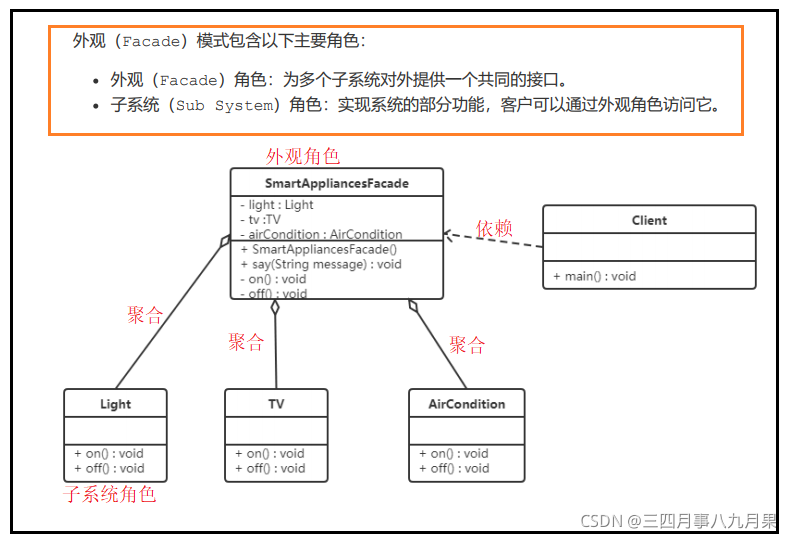 外观（Facade）模式包含以下主要角色：
• 外观（Facade）角色：为多个子系统对外提供一个共同的接口。
• 子系统（Sub System）角色：实现系统的部分功能，客户可以通过外观角色访问它。
外观角色
SmartAppliancesFacade
- light : Light
- tv :TV
- airCondition : AirCondition
+ SmartAppliancesFacade()
+ say(String message) : void
- on() : void
- off() : void
依赖
Client
+ main() : void
聚合
聚合
聚合
Light
+ on() : void
+ off() : void
TV
+ on() : void
+ off() : void
AirCondition
+ on() : void
+ off() : void
子系统角色
CSDN @三四月事八九月果